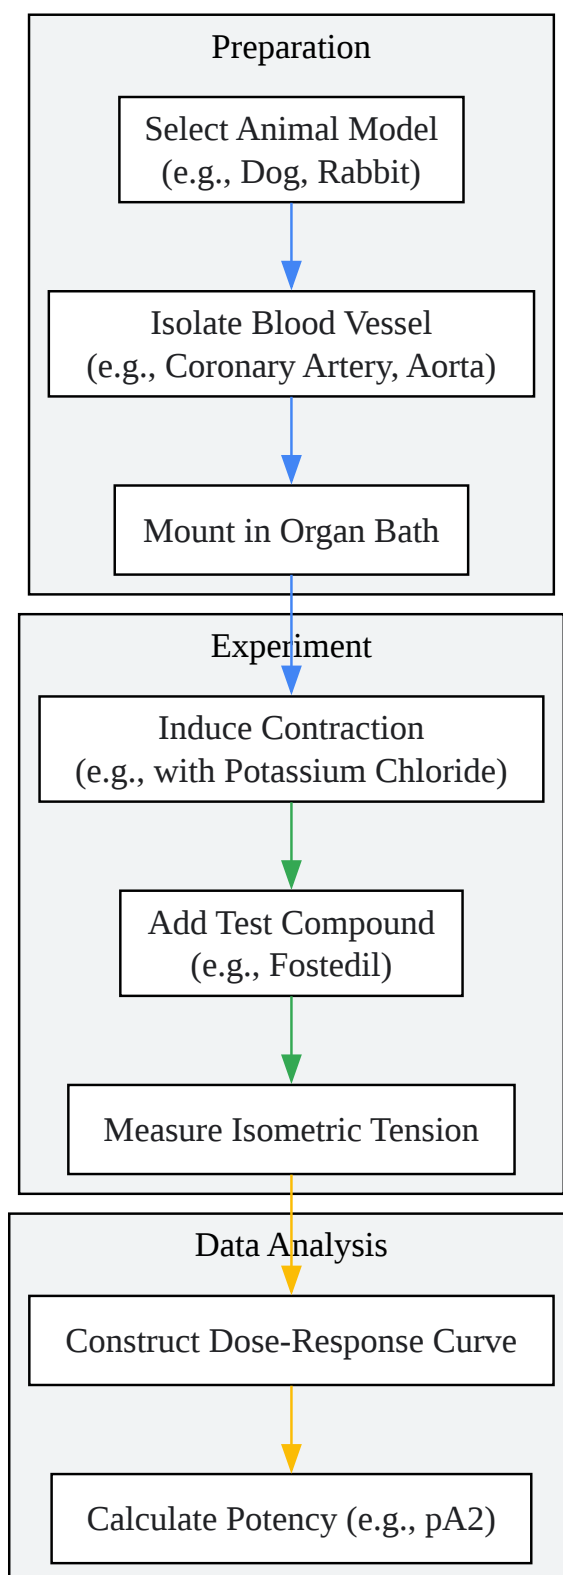 Preparation
Select Animal Model
(e.g., Dog, Rabbit)
Isolate Blood Vessel
(e.g., Coronary Artery, Aorta)
Mount in Organ Bath
Experiment
Induce Contraction
(e.g., with Potassium Chloride)
Add Test Compound
(e.g., Fostedil)
Measure Isometric Tension
Data Analysis
Construct Dose-Response Curve
Calculate Potency (e.g., pA2)